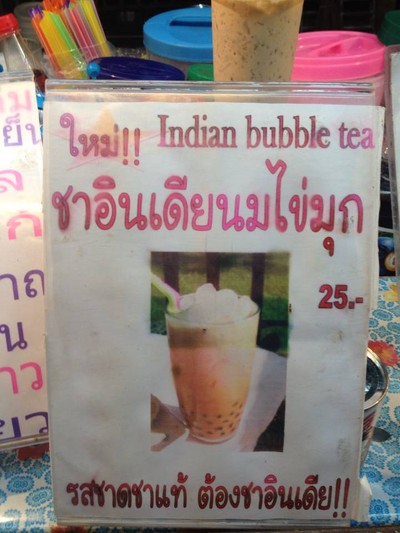 ใหม่!! Indian bubble tea
ชาอินเดียนมไข่มุก
25.-
รสชาดชาแท้ ต้องชาอินเดีย!!